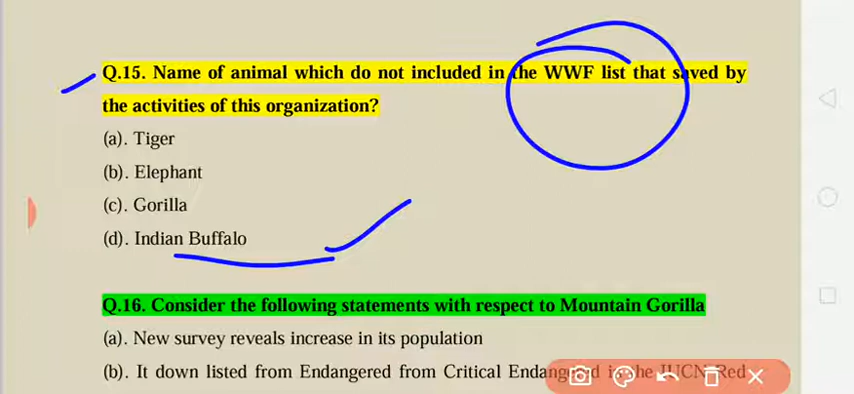 Q.15. Name of animal which do not included in the WWF list that saved by
the activities of this organization?
(a). Tiger
(b). Elephant
(c). Gorilla
(d). Indian Buffalo
Q.16. Consider the following statements with respect to Mountain Gorilla
(a). New survey reveals increase in its population
(b). It down listed from Endangered from Critical Endangered is the IUCN Red